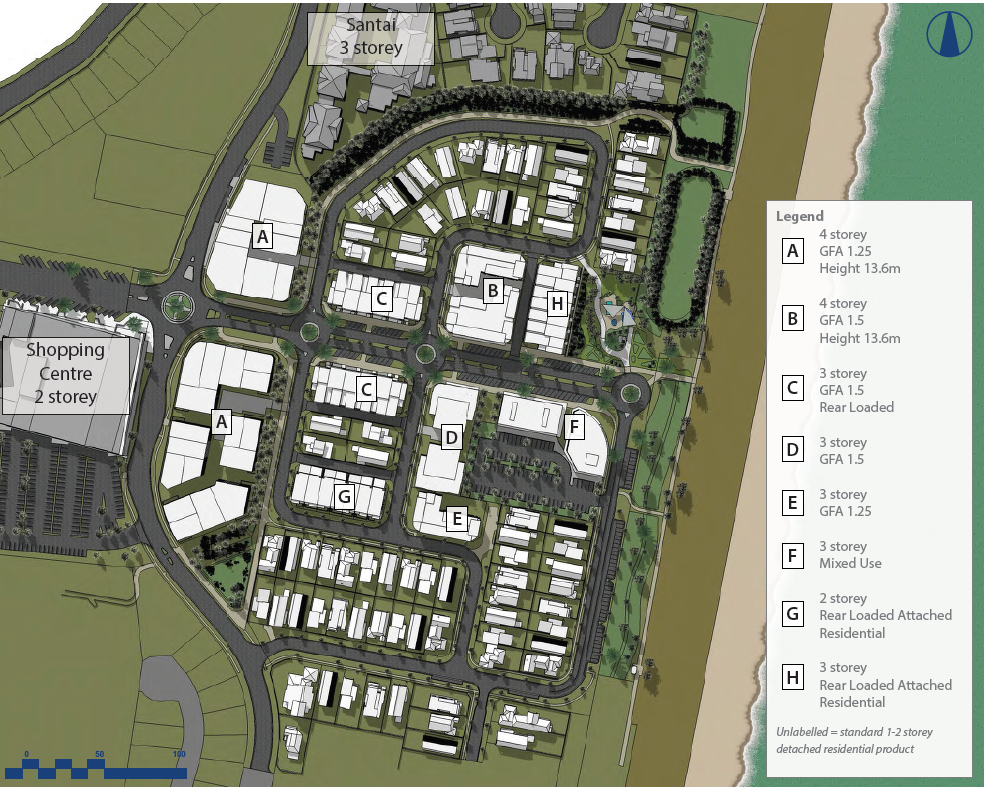 Santai
3 storey
A
B
H
C
Shopping
Centre
2 storey
C
A
D
F
G
E
Legend
A
4 storey
GFA 1.25
Height 13.6m
B
4 storey
GFA 1.5
Height 13.6m
C
3 storey
GFA 1.5
Rear Loaded
D
3 storey
GFA 1.5
E
3 storey
GFA 1.25
F
3 storey
Mixed Use
G
2 storey
Rear Loaded Attached
Residential
H
3 storey
Rear Loaded Attached
Residential
Unlabelled = standard 1-2 storey
detached residential product
0 50 100